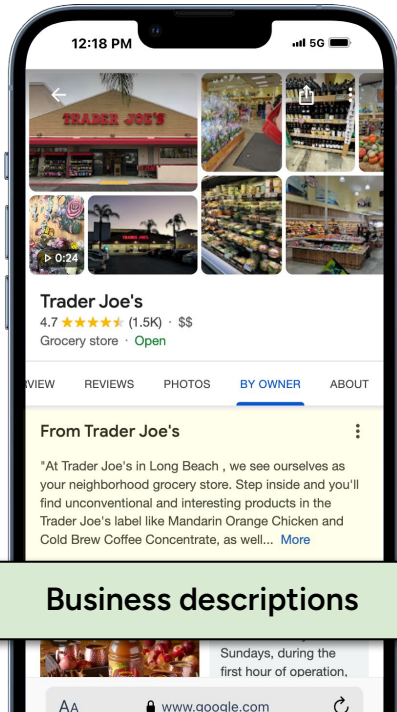 12:18 PM
5G
TRADER JOE'S
0:24
Trader Joe's
4.7 (1.5K) · $$
Grocery store · Open
VIEW REVIEWS PHOTOS BY OWNER ABOUT
From Trader Joe's
"At Trader Joe's in Long Beach , we see ourselves as
your neighborhood grocery store. Step inside and you'll
find unconventional and interesting products in the
Trader Joe's label like Mandarin Orange Chicken and
Cold Brew Coffee Concentrate, as well... More
Business descriptions
Sundays, during the
first hour of operation,
AA www.google.com